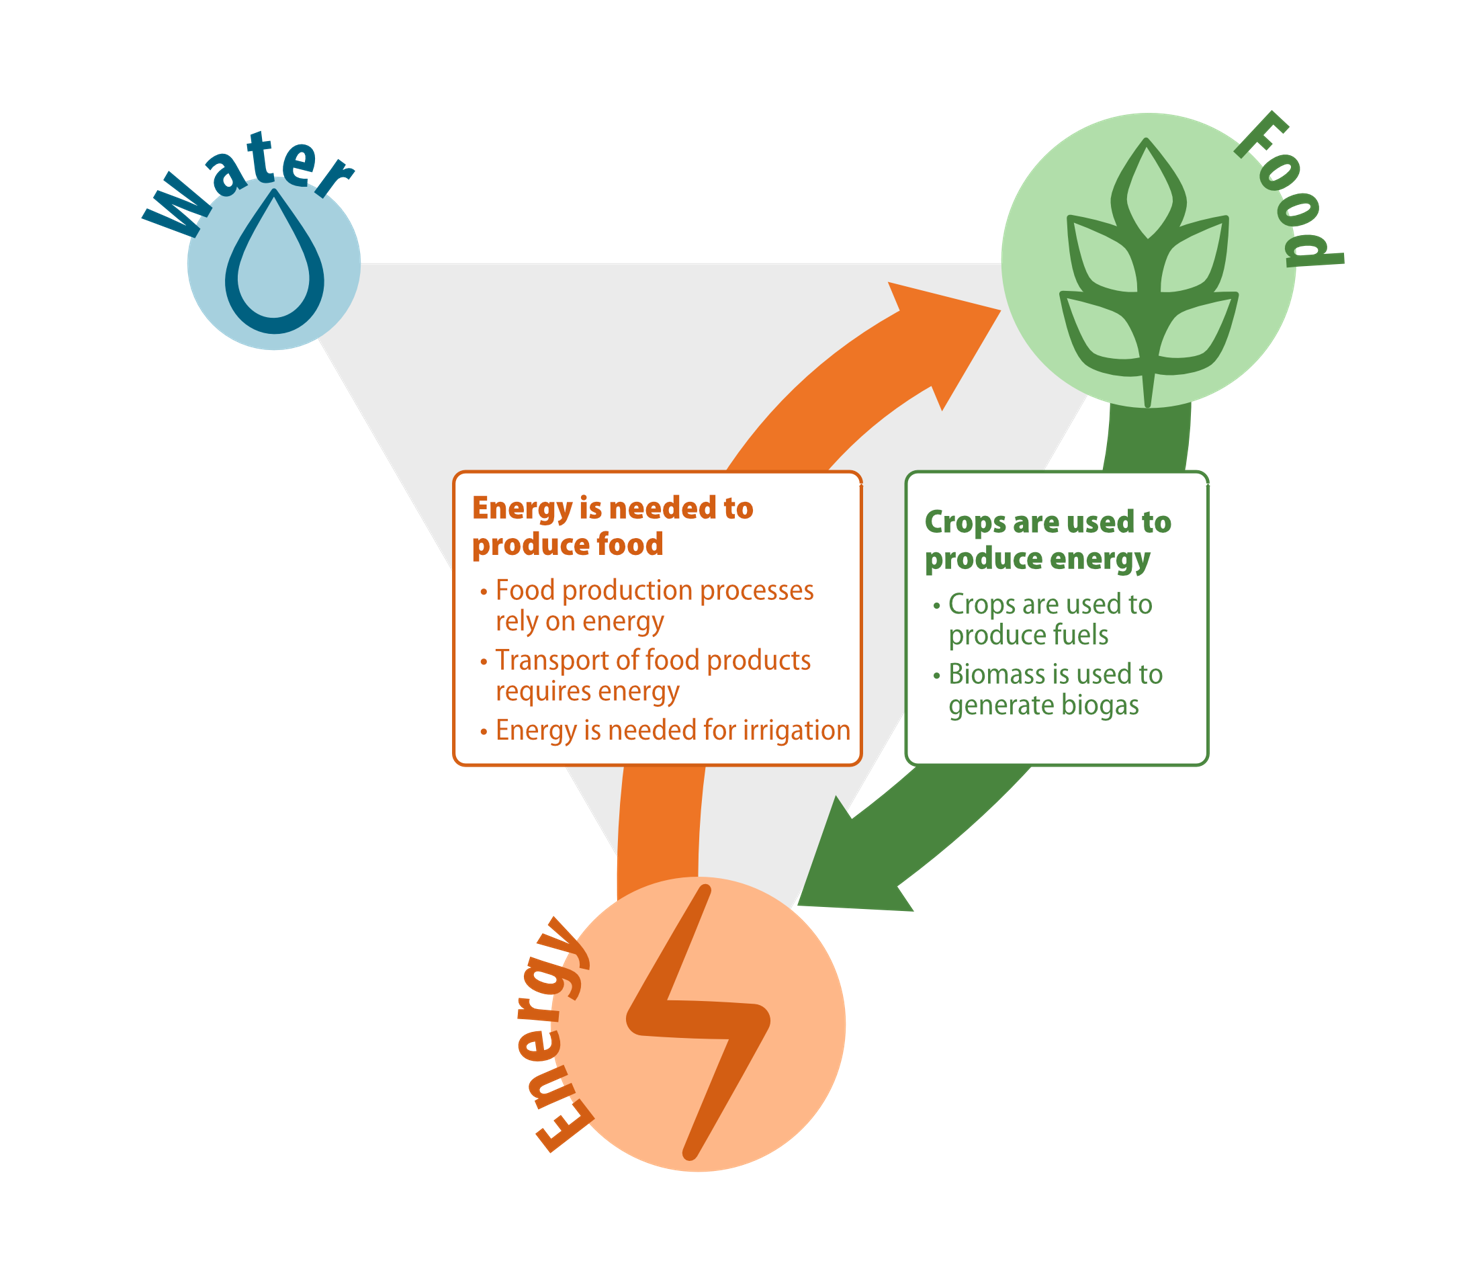 Water
Food
Energy is needed to
produce food
• Food production processes
rely on energy
• Transport of food products
requires energy
• Energy is needed for irrigation
Crops are used to
produce energy
• Crops are used to
produce fuels
• Biomass is used to
generate biogas
Energy